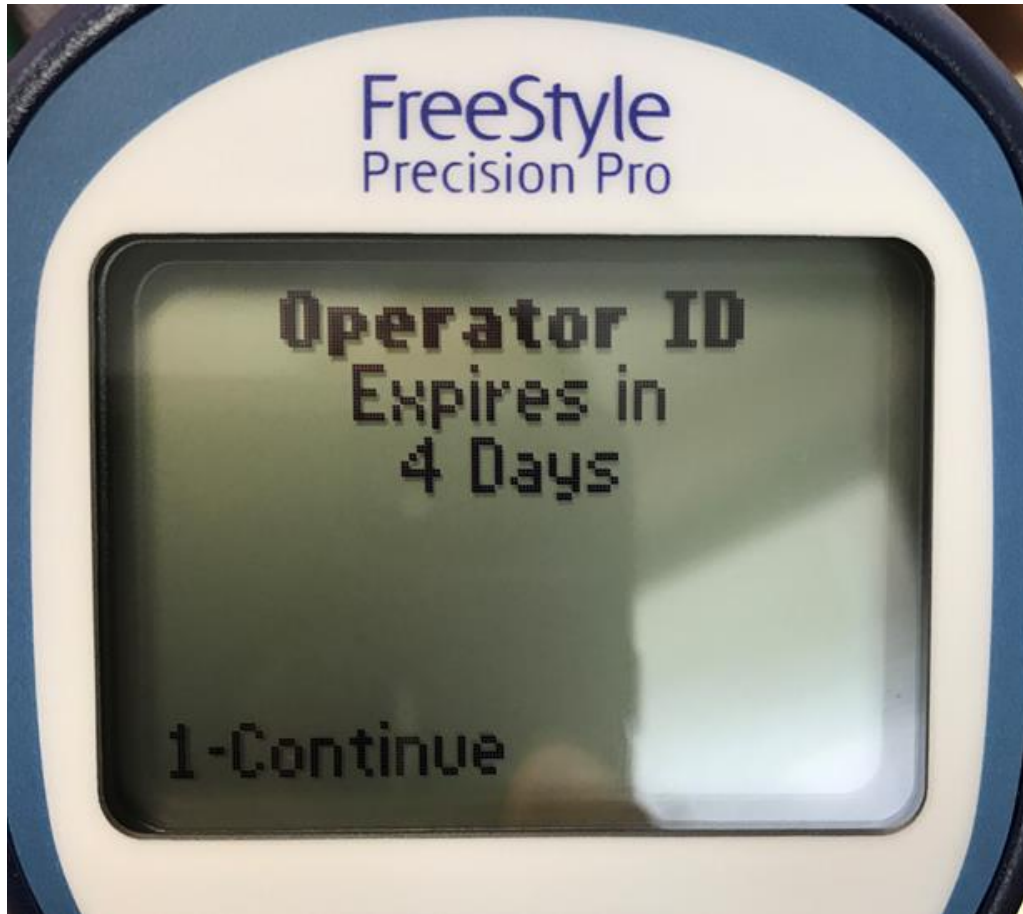 FreeStyle
Precision Pro
Operator ID
Expires in
4 Days
1-Continue